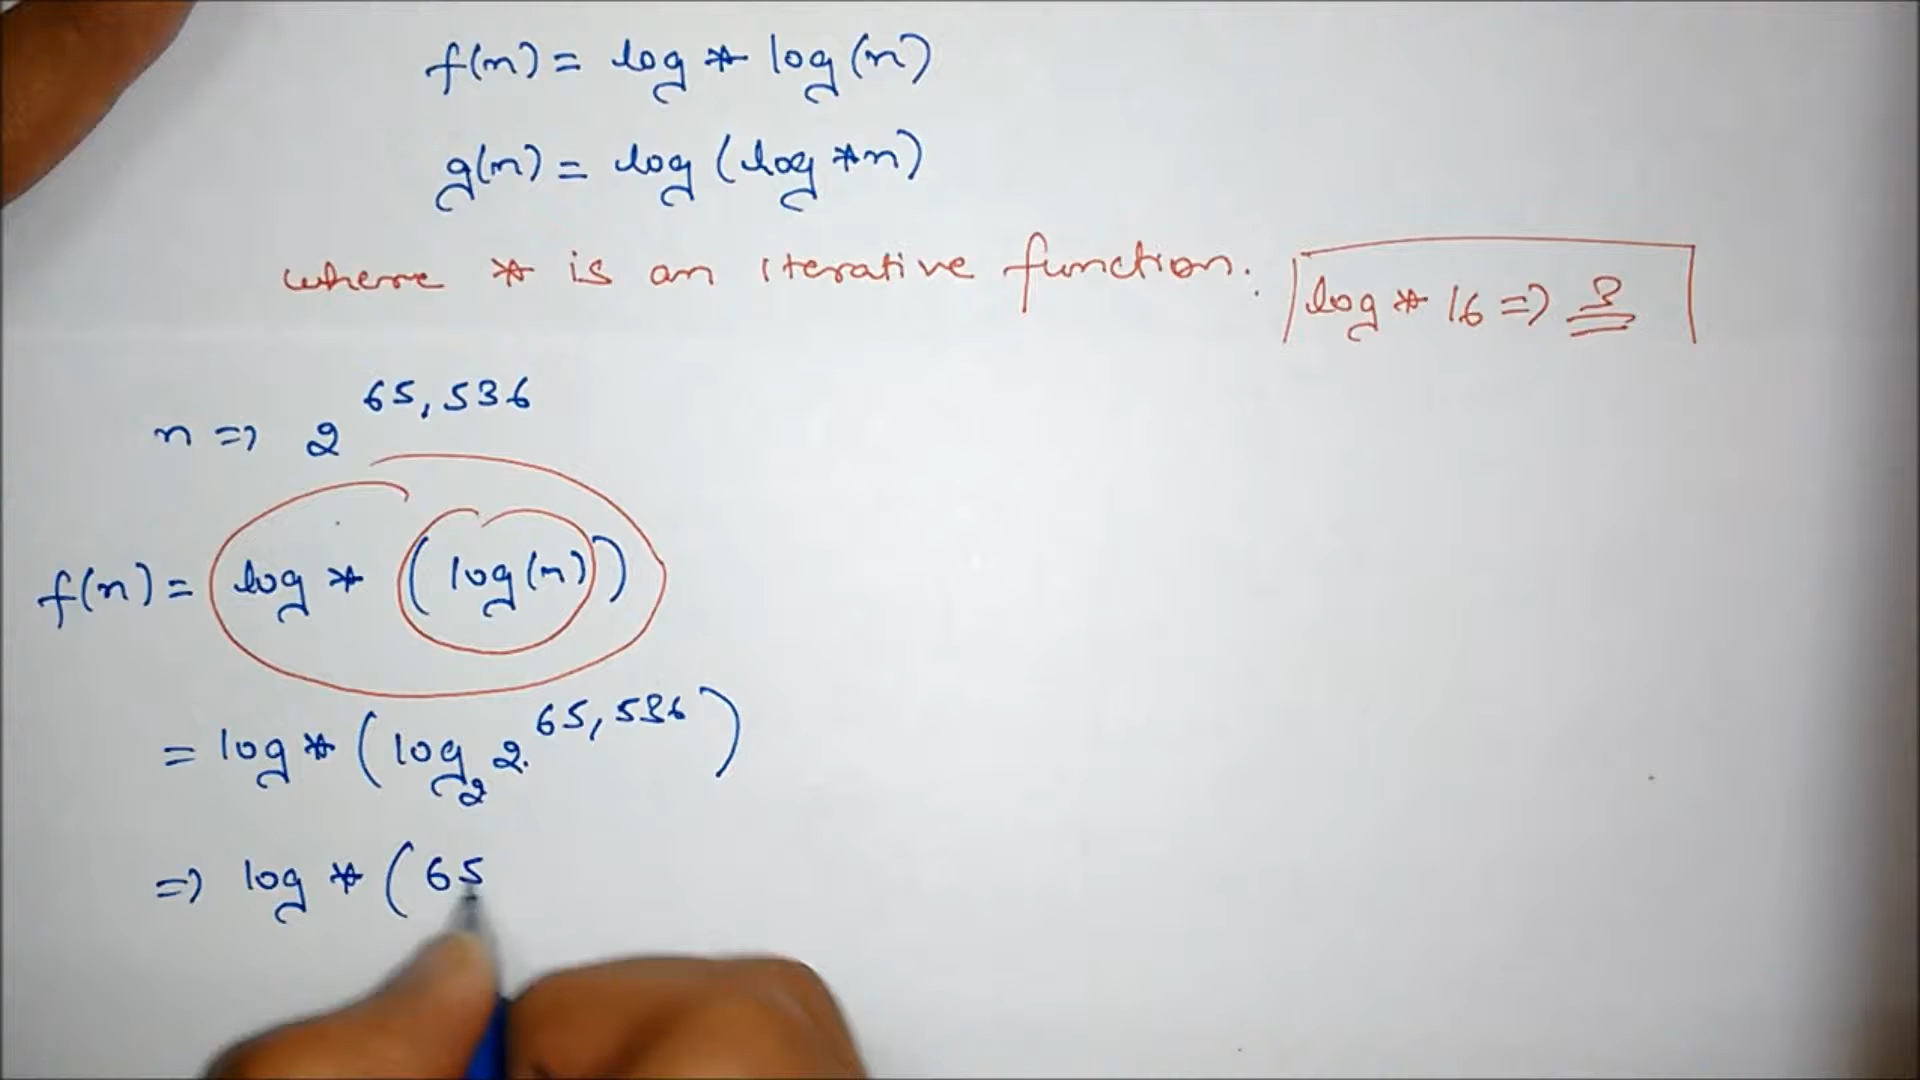 f(n) = log * log(n)
g(n) = log (log *n)
where * is an iterative function.
log * 16 => 3
n => 2^65,536
f(n) = log * (log(n))
= log * (log₂ 2^65,536)
=> log * (65